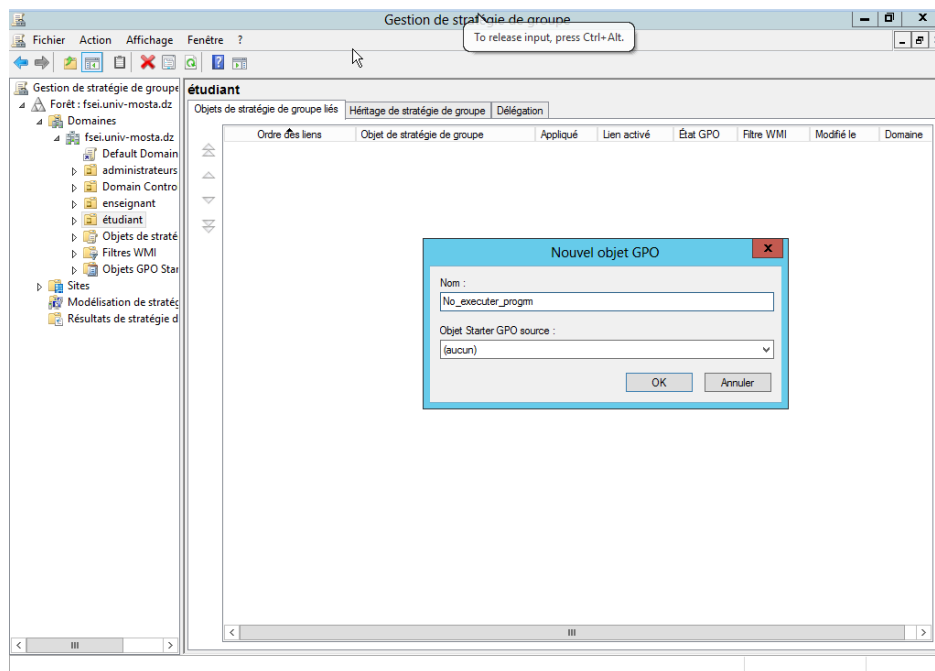 Gestion de stratégie de groupe
To release input, press Ctrl+Alt.
Fichier Action Affichage Fenêtre ?
Gestion de stratégie de groupe
Forêt : fsei.univ-mosta.dz
Domaines
fsei.univ-mosta.dz
Default Domain
administrateurs
Domain Contro
enseignant
étudiant
Objets de straté
Filtres WMI
Objets GPO Star
Sites
Modélisation de stratég
Résultats de stratégie d
étudiant
Objets de stratégie de groupe liés Héritage de stratégie de groupe Délégation
Ordre des liens Objet de stratégie de groupe Appliqué Lien activé État GPO Filtre WMI Modifié le Domaine
Nouvel objet GPO
Nom :
No_executer_progrm
Objet Starter GPO source :
(aucun)
OK Annuler